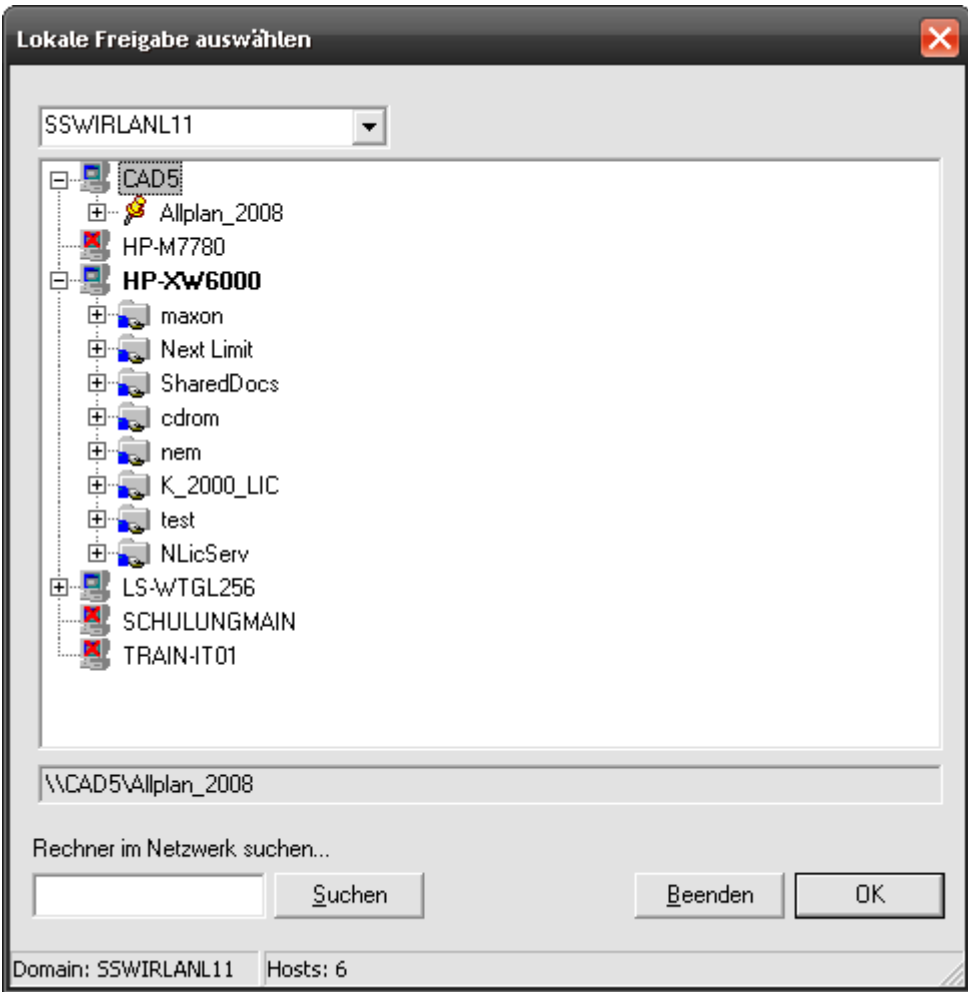 Lokale Freigabe auswählen
SSWIRLANL11
CAD5
Allplan_2008
HP-M7780
HP-XW6000
maxon
Next Limit
SharedDocs
cdrom
nem
K_2000_LIC
test
NLicServ
LS-WTGL256
SCHULUNGMAIN
TRAIN-IT01
\\CAD5\Allplan_2008
Rechner im Netzwerk suchen...
Suchen Beenden OK
Domain: SSWIRLANL11 Hosts: 6